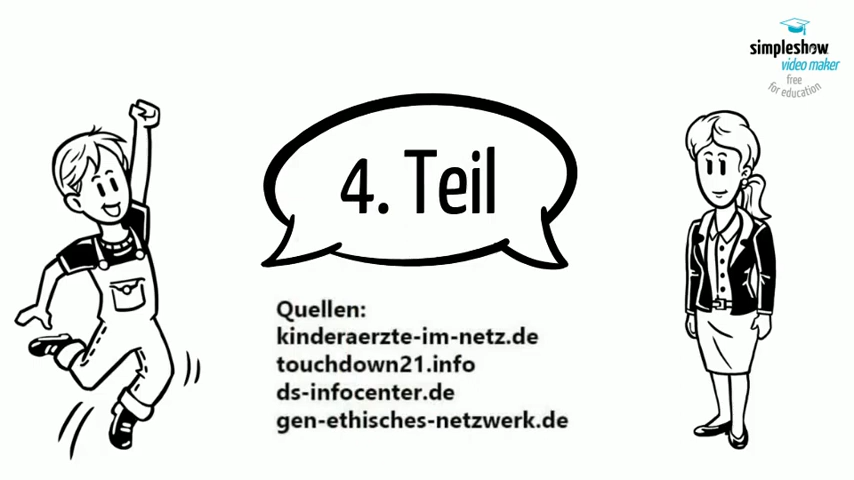 simpleshow
video maker
free
for education
4. Teil
Quellen:
kinderaerzte-im-netz.de
touchdown21.info
ds-infocenter.de
gen-ethisches-netzwerk.de